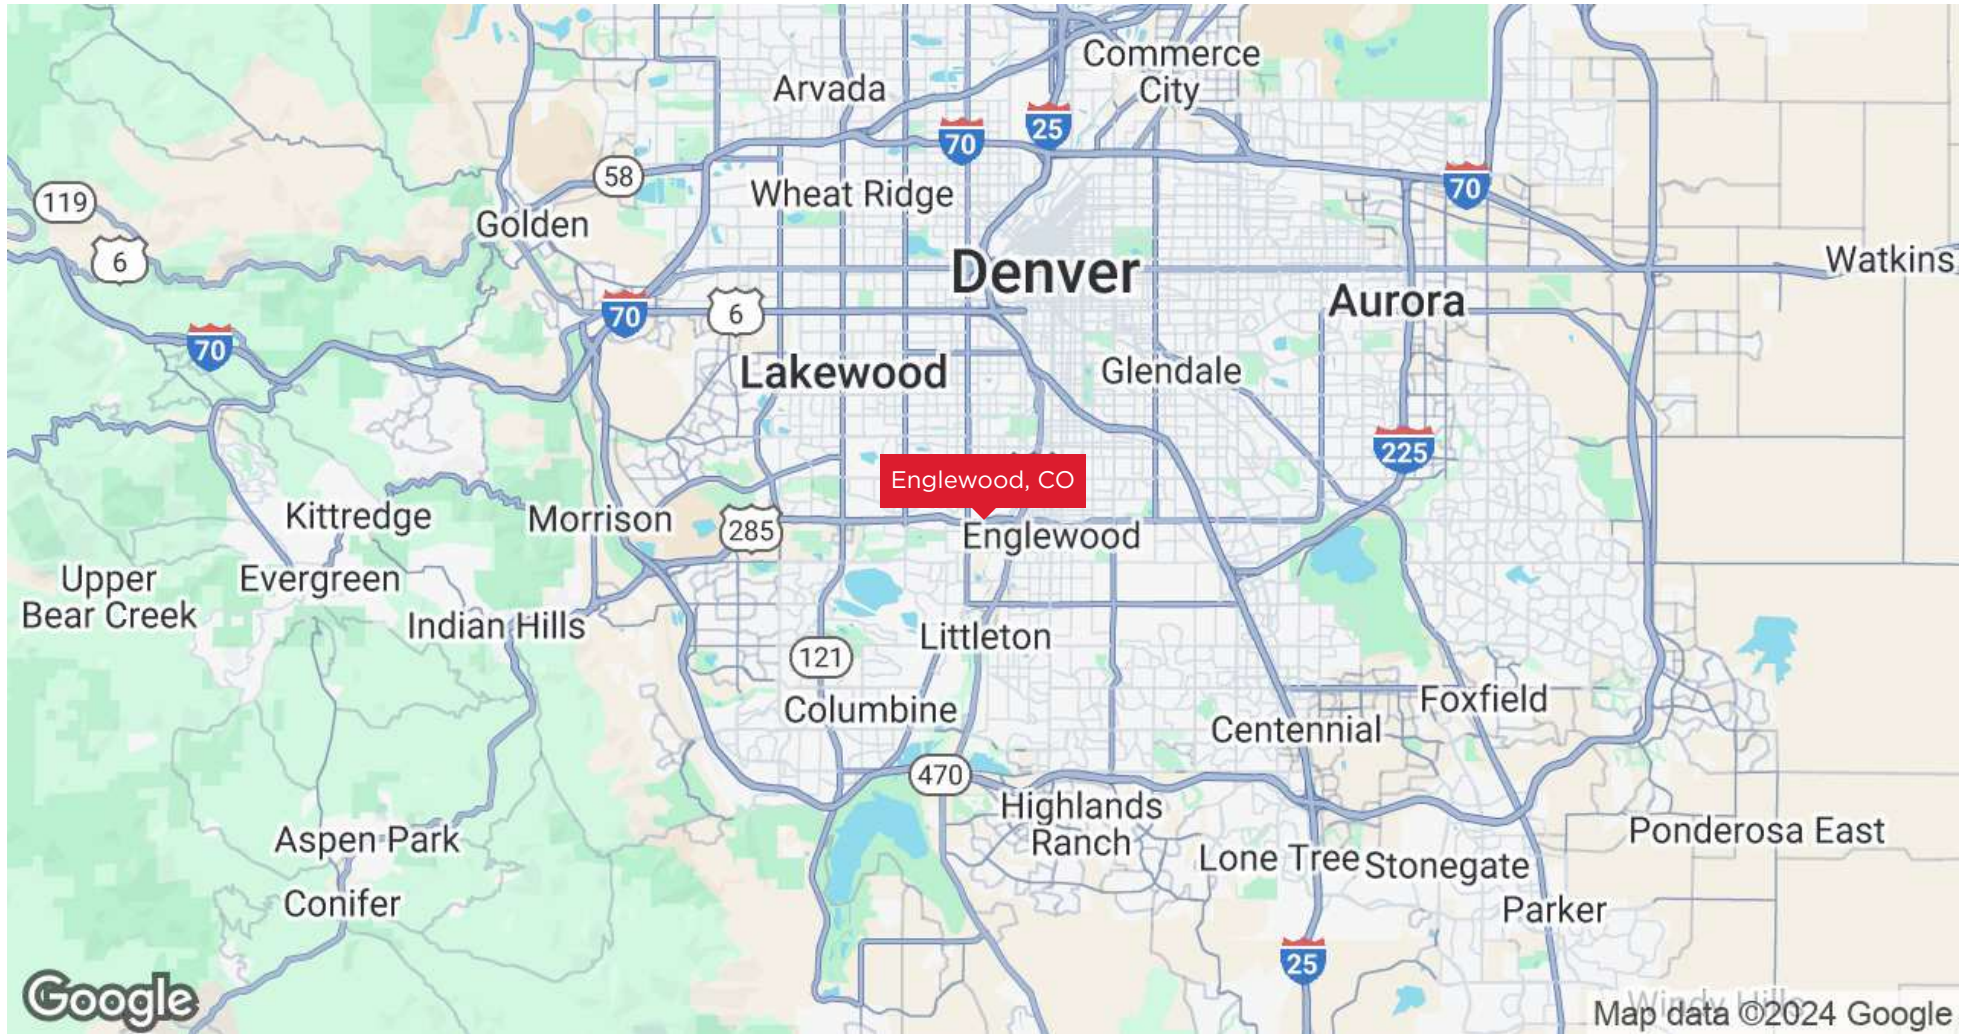 Commerce
City
Arvada
25
70
58
70
Wheat Ridge
119
Golden
6
Denver
Watkins
Aurora
70
6
70
Lakewood
Glendale
225
Englewood, CO
Kittredge
Morrison
285
Englewood
Upper
Bear Creek
Evergreen
Indian Hills
Littleton
121
Foxfield
Columbine
Centennial
470
Highlands
Ranch
Ponderosa East
Aspen Park
Lone Tree
Stonegate
Conifer
Parker
25
Google
Windy Hills
Map data ©2024 Google